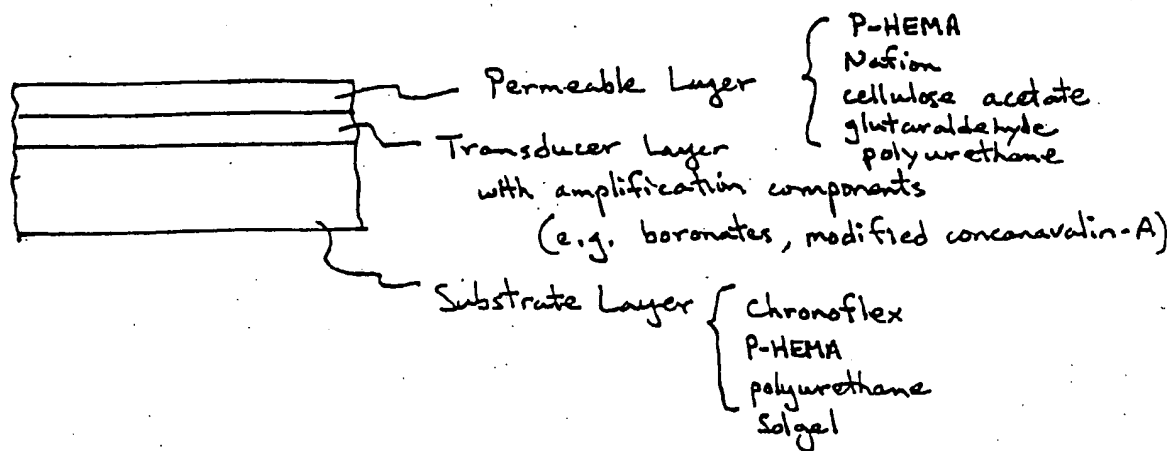 Permeable Layer
P-HEMA
Nafion
cellulose acetate
glutaraldehyde
polyurethane
Transducer Layer
with amplification components
(e.g. boronates, modified concanavalin-A)
Substrate Layer
Chronoflex
P-HEMA
polyurethane
Solgel